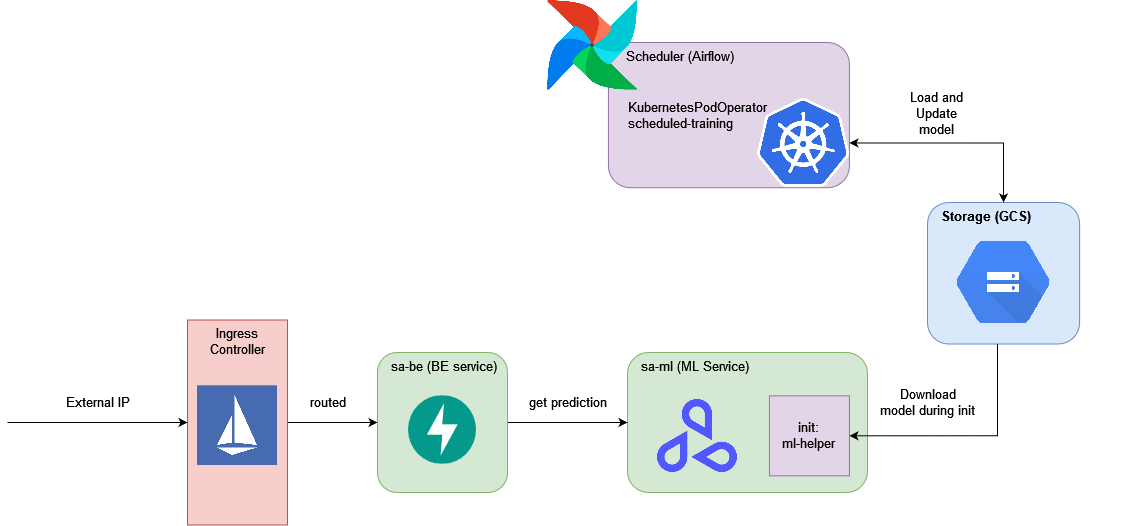 Scheduler (Airflow)
KubernetesPodOperator
scheduled-training
Load and
Update
model
Storage (GCS)
Ingress
Controller
External IP
routed
sa-be (BE service)
get prediction
sa-ml (ML Service)
init:
ml-helper
Download
model during init